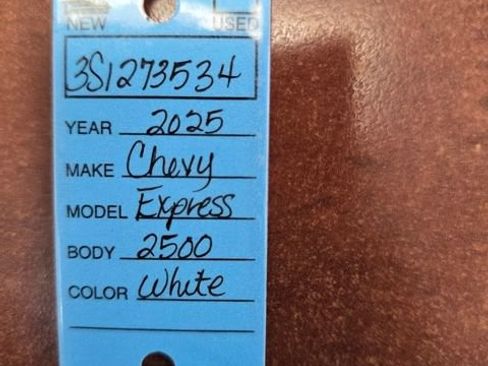 NEW USED
3S1273534
YEAR 2025
MAKE Chevy
MODEL Express
BODY 2500
COLOR White